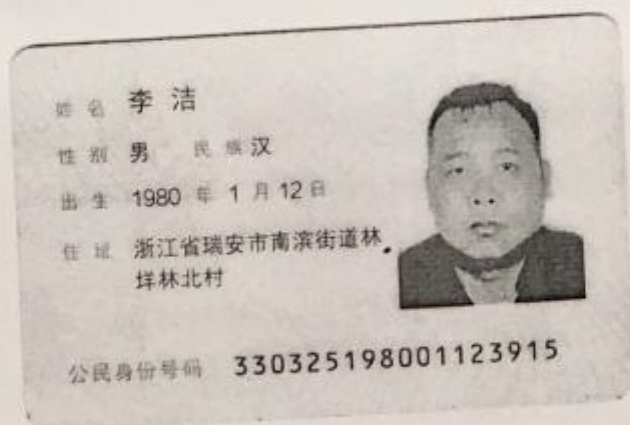 姓名 李洁
性别 男 民族 汉
出生 1980 年 1 月 12 日
住址 浙江省瑞安市南滨街道林
垟林北村
公民身份号码 330325198001123915